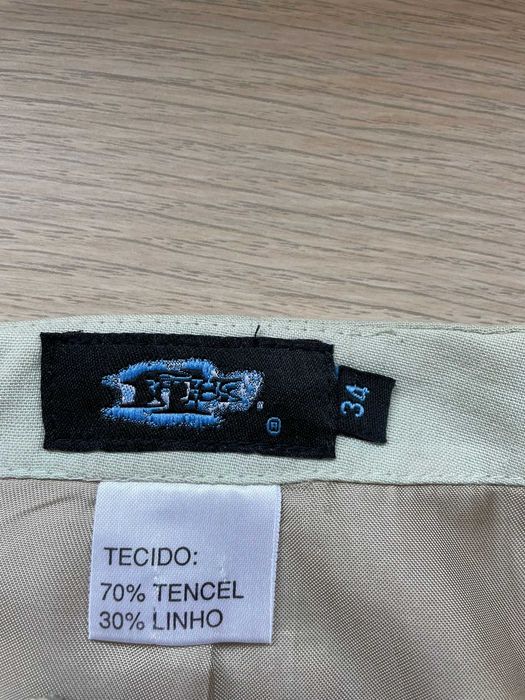 ®
34
TECIDO:
70% TENCEL
30% LINHO